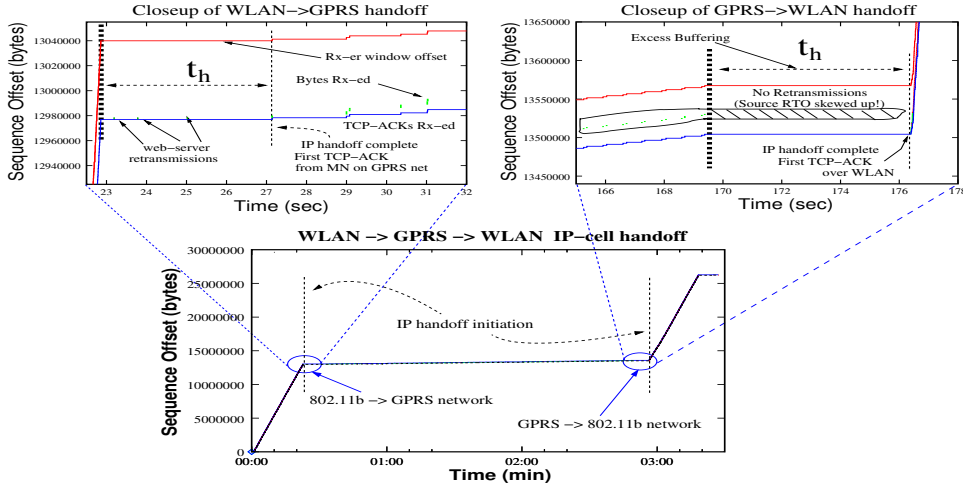 Closeup of WLAN->GPRS handoff
Sequence Offset (bytes)
13040000
13020000
13000000
12980000
12960000
12940000
Rx-er window offset
t_h
Bytes Rx-ed
TCP-ACKs Rx-ed
web-server
retransmissions
IP handoff complete
First TCP-ACK
from MN on GPRS net
23 24 25 26 27 28 29 30 31 32
Time (sec)
Closeup of GPRS->WLAN handoff
Sequence Offset (bytes)
13650000
13600000
13550000
13500000
13450000
Excess Buffering
t_h
No Retransmissions
(Source RTO skewed up!)
IP handoff complete
First TCP-ACK
over WLAN
164 166 168 170 172 174 176 178
Time (sec)
WLAN -> GPRS -> WLAN IP-cell handoff
Sequence Offset (bytes)
30000000
25000000
20000000
15000000
10000000
5000000
0
IP handoff initiation
802.11b -> GPRS network
GPRS -> 802.11b network
00:00 01:00 02:00 03:00
Time (min)